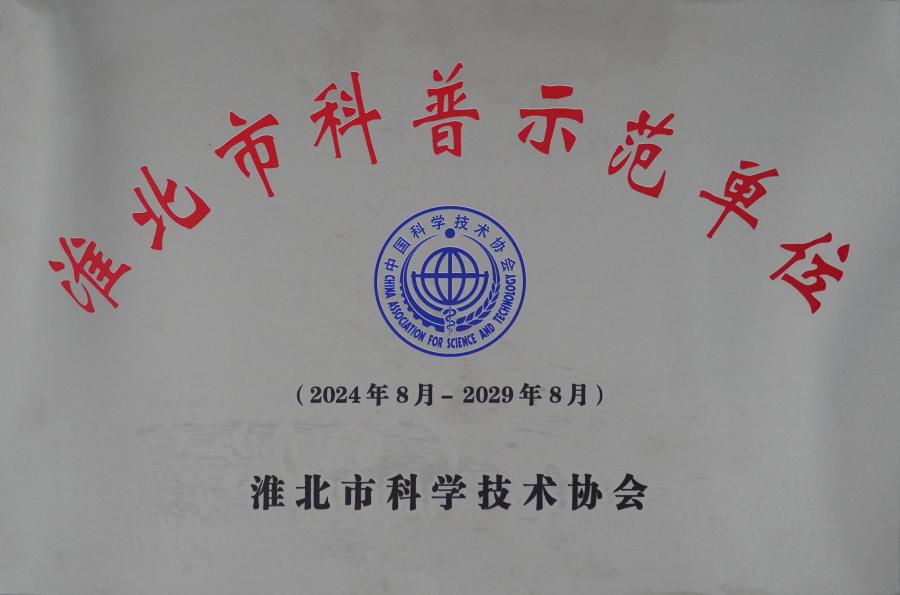 淮北市科普示范单位
中国科学技术协会
CHINA ASSOCIATION FOR SCIENCE AND TECHNOLOGY
（2024年8月－2029年8月）
淮北市科学技术协会